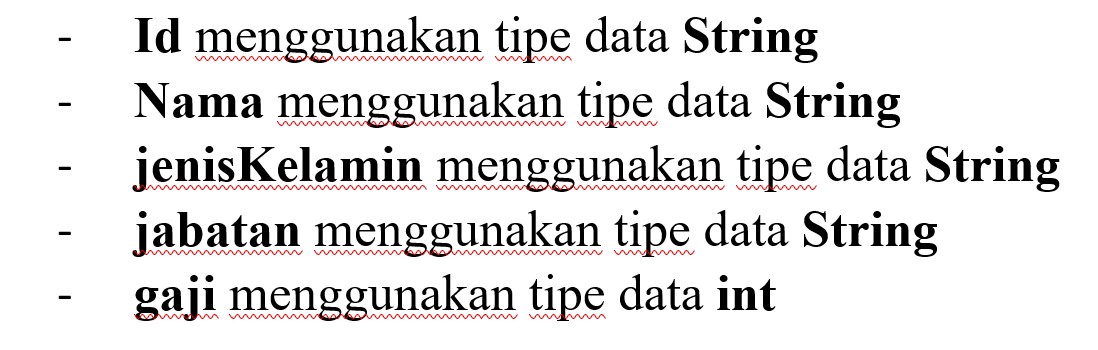 - Id menggunakan tipe data String
- Nama menggunakan tipe data String
- jenisKelamin menggunakan tipe data String
- jabatan menggunakan tipe data String
- gaji menggunakan tipe data int